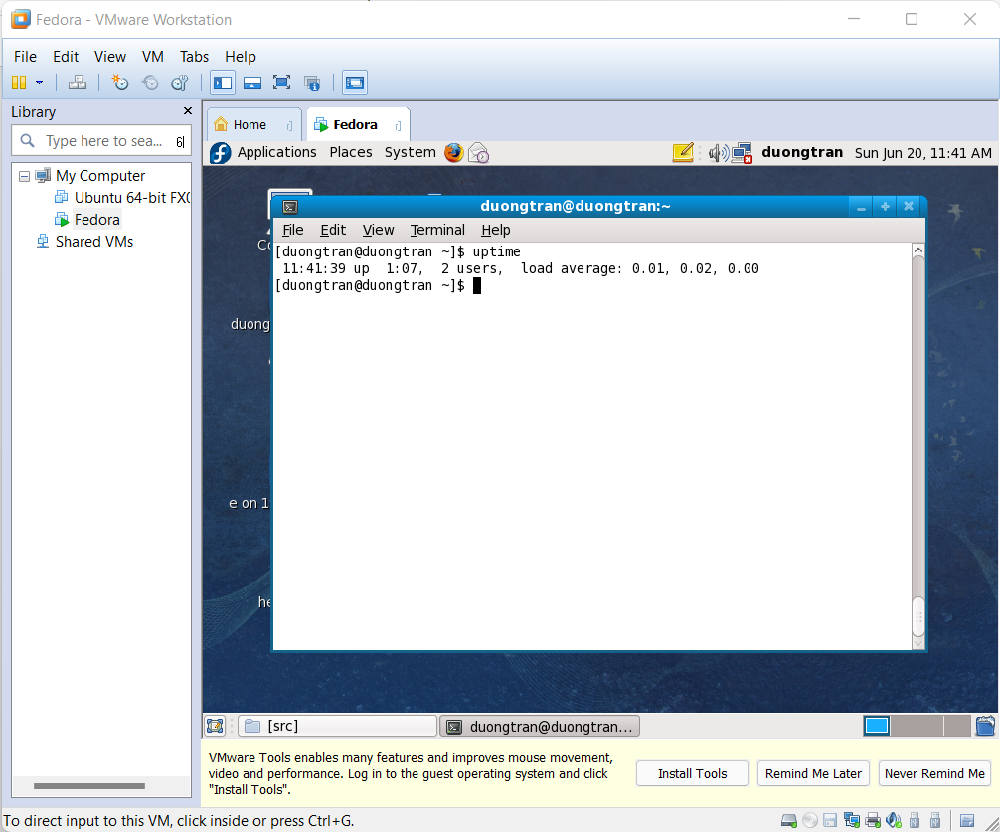 Fedora - VMware Workstation
File Edit View VM Tabs Help
Library
Type here to sea...
My Computer
Ubuntu 64-bit
Fedora
Shared VMs
Home
Fedora
Applications Places System
duongtran Sun Jun 20, 11:41 AM
duongtran@duongtran:~
File Edit View Terminal Help
[duongtran@duongtran ~]$ uptime
11:41:39 up  1:07,  2 users,  load average: 0.01, 0.02, 0.00
[duongtran@duongtran ~]$
duong
e on 1
he
[src]
duongtran@duongtran...
VMware Tools enables many features and improves mouse movement,
video and performance. Log in to the guest operating system and click
"Install Tools".
Install Tools
Remind Me Later
Never Remind Me
To direct input to this VM, click inside or press Ctrl+G.